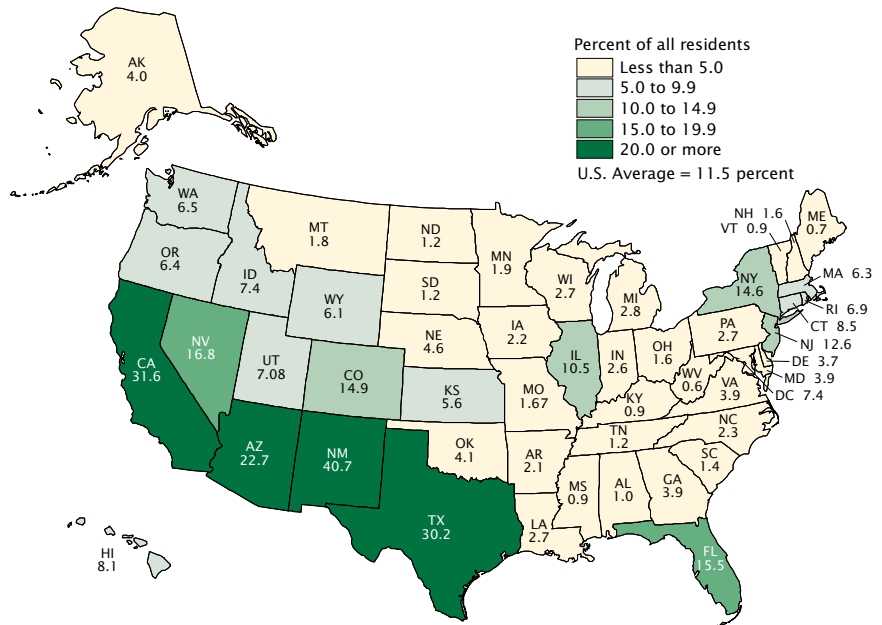 Percent of all residents
Less than 5.0
5.0 to 9.9
10.0 to 14.9
15.0 to 19.9
20.0 or more
U.S. Average = 11.5 percent
AK
4.0
WA
6.5
OR
6.4
ID
7.4
MT
1.8
WY
6.1
ND
1.2
SD
1.2
NE
4.6
MN
1.9
WI
2.7
MI
2.8
IA
2.2
NH 1.6
VT 0.9
ME
0.7
NY
14.6
MA 6.3
RI 6.9
CT 8.5
NJ 12.6
DE 3.7
MD 3.9
DC 7.4
PA
2.7
OH
1.6
IN
2.6
IL
10.5
WV
0.6
VA
3.9
KY
0.9
NC
2.3
TN
1.2
SC
1.4
CA
31.6
NV
16.8
UT
7.08
CO
14.9
KS
5.6
MO
1.67
AZ
22.7
NM
40.7
OK
4.1
AR
2.1
MS
0.9
AL
1.0
GA
3.9
TX
30.2
LA
2.7
FL
15.5
HI
8.1